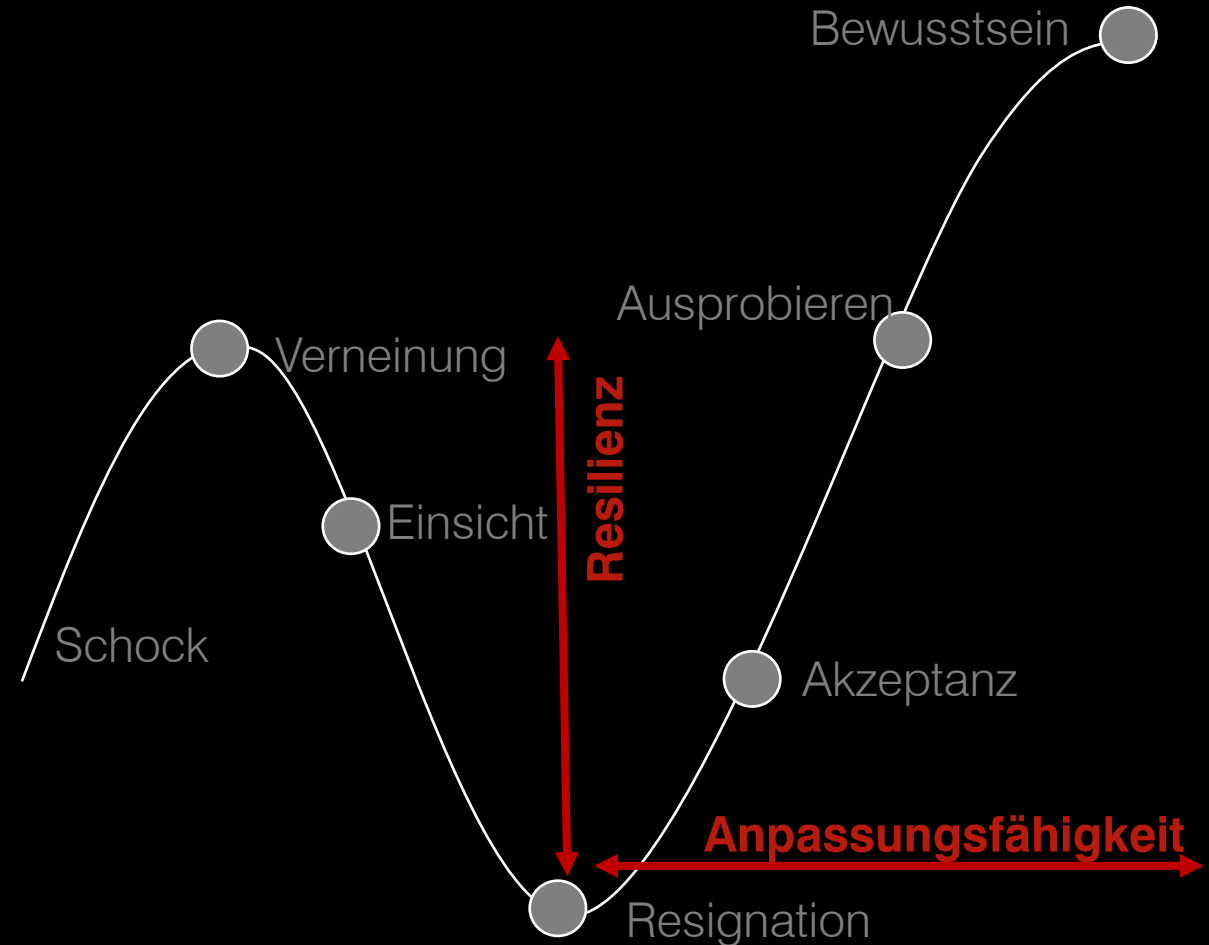 Bewusstsein
Ausprobieren
Verneinung
Resilienz
Einsicht
Schock
Akzeptanz
Anpassungsfähigkeit
Resignation